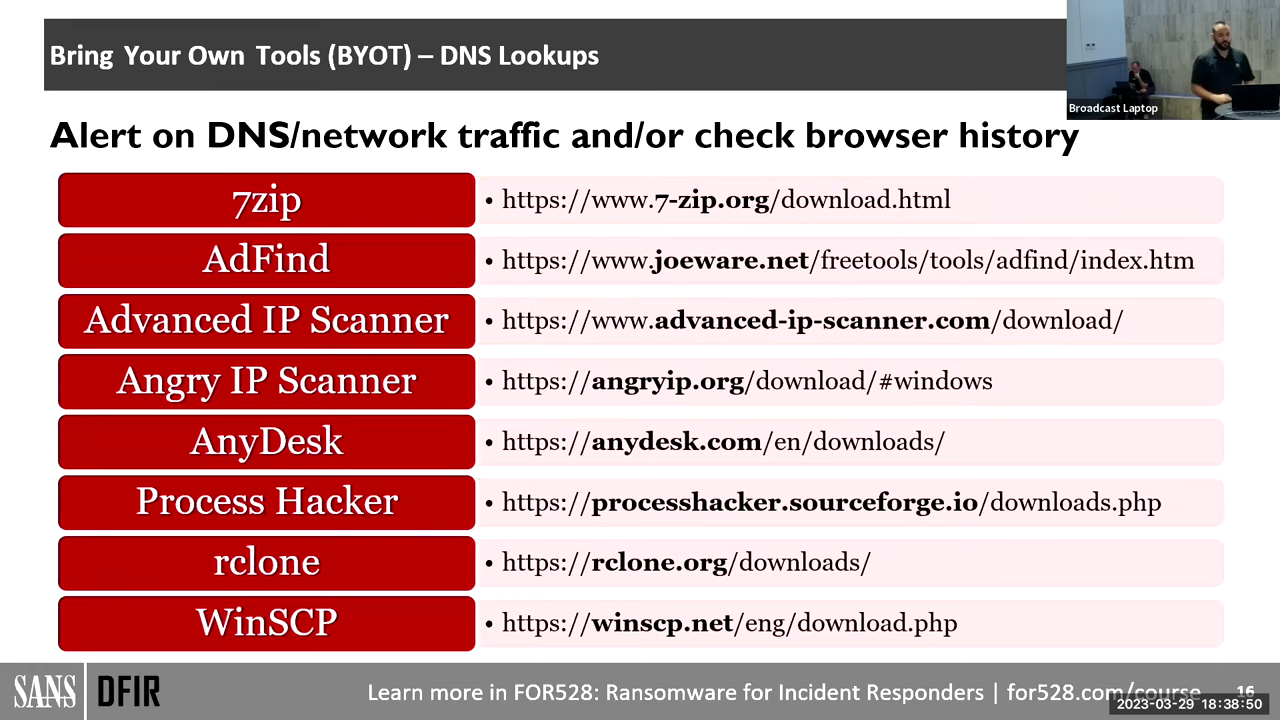 Bring Your Own Tools (BYOT) – DNS Lookups
Broadcast Laptop
Alert on DNS/network traffic and/or check browser history
7zip
• https://www.7-zip.org/download.html
AdFind
• https://www.joeware.net/freetools/tools/adfind/index.htm
Advanced IP Scanner
• https://www.advanced-ip-scanner.com/download/
Angry IP Scanner
• https://angryip.org/download/#windows
AnyDesk
• https://anydesk.com/en/downloads/
Process Hacker
• https://processhacker.sourceforge.io/downloads.php
rclone
• https://rclone.org/downloads/
WinSCP
• https://winscp.net/eng/download.php
SANS DFIR
Learn more in FOR528: Ransomware for Incident Responders | for528.com/course
16
2023-03-29 18:38:50